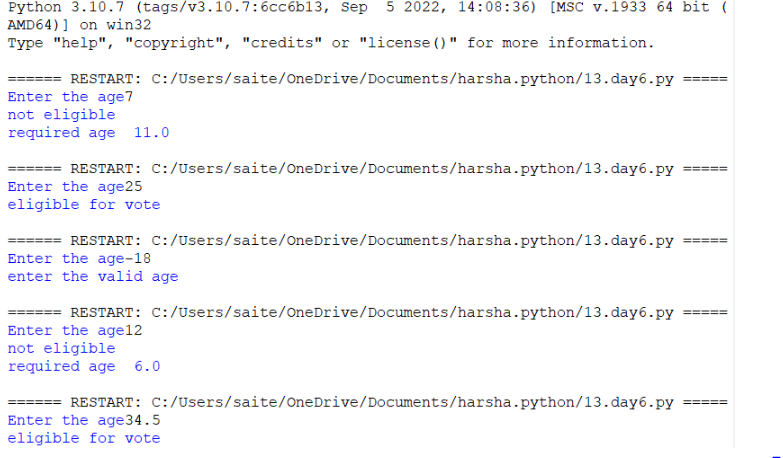 Python 3.10.7 (tags/v3.10.7:6cc6b13, Sep  5 2022, 14:08:36) [MSC v.1933 64 bit (
AMD64)] on win32
Type "help", "copyright", "credits" or "license()" for more information.
====== RESTART: C:/Users/saite/OneDrive/Documents/harsha.python/13.day6.py =====
Enter the age7
not eligible
required age  11.0
====== RESTART: C:/Users/saite/OneDrive/Documents/harsha.python/13.day6.py =====
Enter the age25
eligible for vote
====== RESTART: C:/Users/saite/OneDrive/Documents/harsha.python/13.day6.py =====
Enter the age-18
enter the valid age
====== RESTART: C:/Users/saite/OneDrive/Documents/harsha.python/13.day6.py =====
Enter the age12
not eligible
required age  6.0
====== RESTART: C:/Users/saite/OneDrive/Documents/harsha.python/13.day6.py =====
Enter the age34.5
eligible for vote